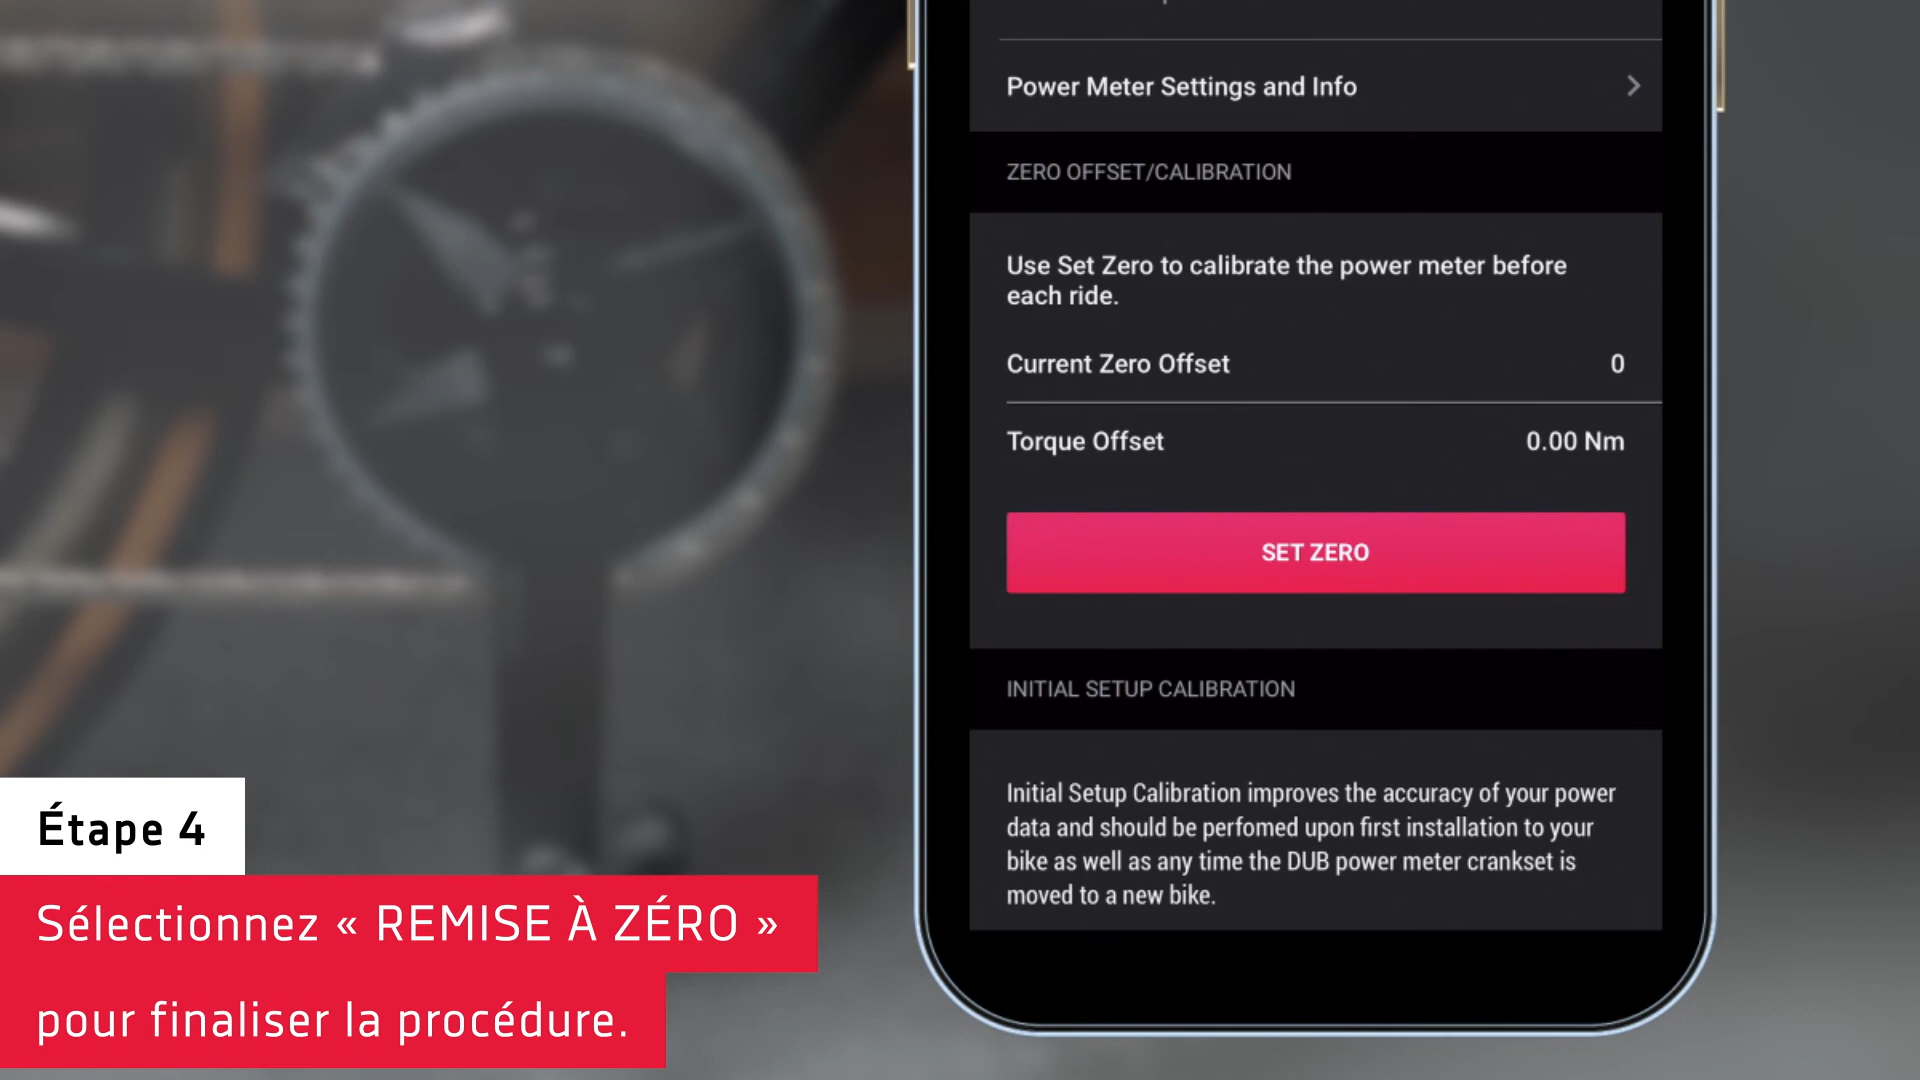 Power Meter Settings and Info
ZERO OFFSET/CALIBRATION
Use Set Zero to calibrate the power meter before
each ride.
Current Zero Offset 0
Torque Offset 0.00 Nm
SET ZERO
INITIAL SETUP CALIBRATION
Initial Setup Calibration improves the accuracy of your power
data and should be perfomed upon first installation to your
bike as well as any time the DUB power meter crankset is
moved to a new bike.
Étape 4
Sélectionnez « REMISE À ZÉRO »
pour finaliser la procédure.